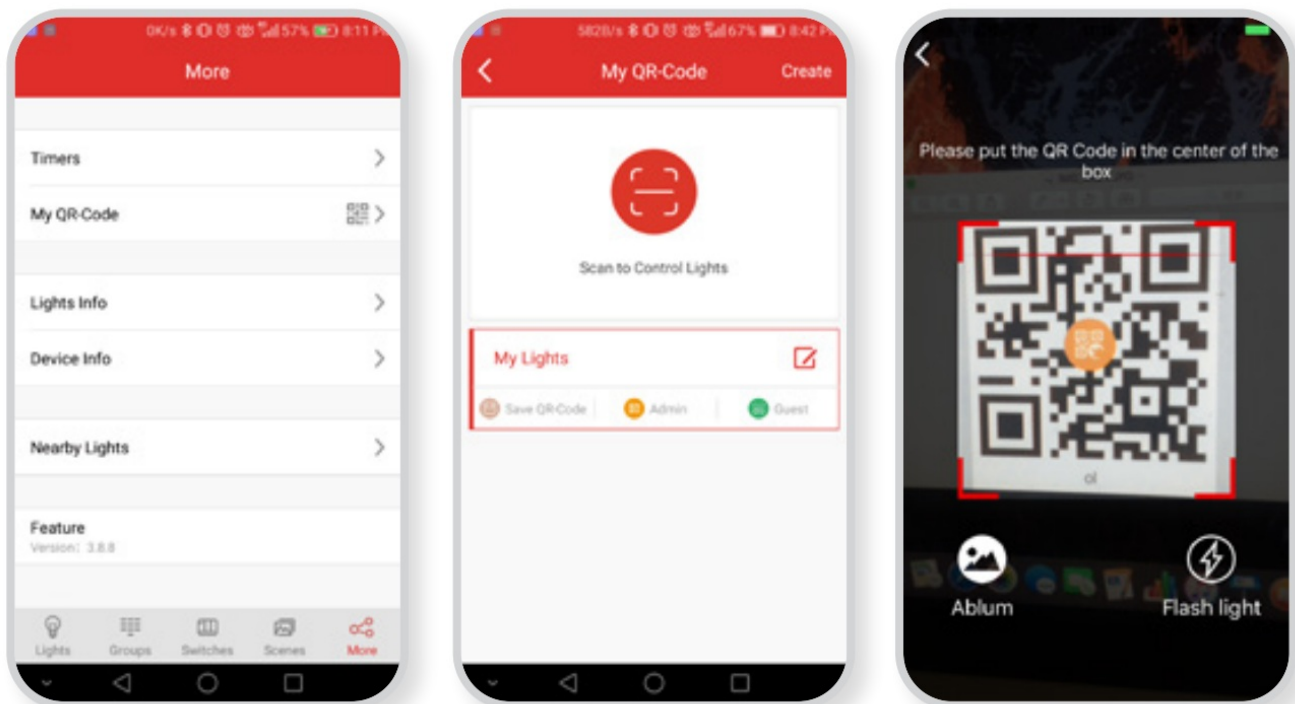 0K/s 57% 8:11 PM
More
Timers
My QR-Code
Lights Info
Device Info
Nearby Lights
Feature
Version: 3.8.8
Lights
Groups
Switches
Scenes
More
582B/s 67% 8:42 PM
My QR-Code
Create
Scan to Control Lights
My Lights
Save QR-Code
Admin
Guest
Please put the QR Code in the center of the
box
Ablum
Flash light